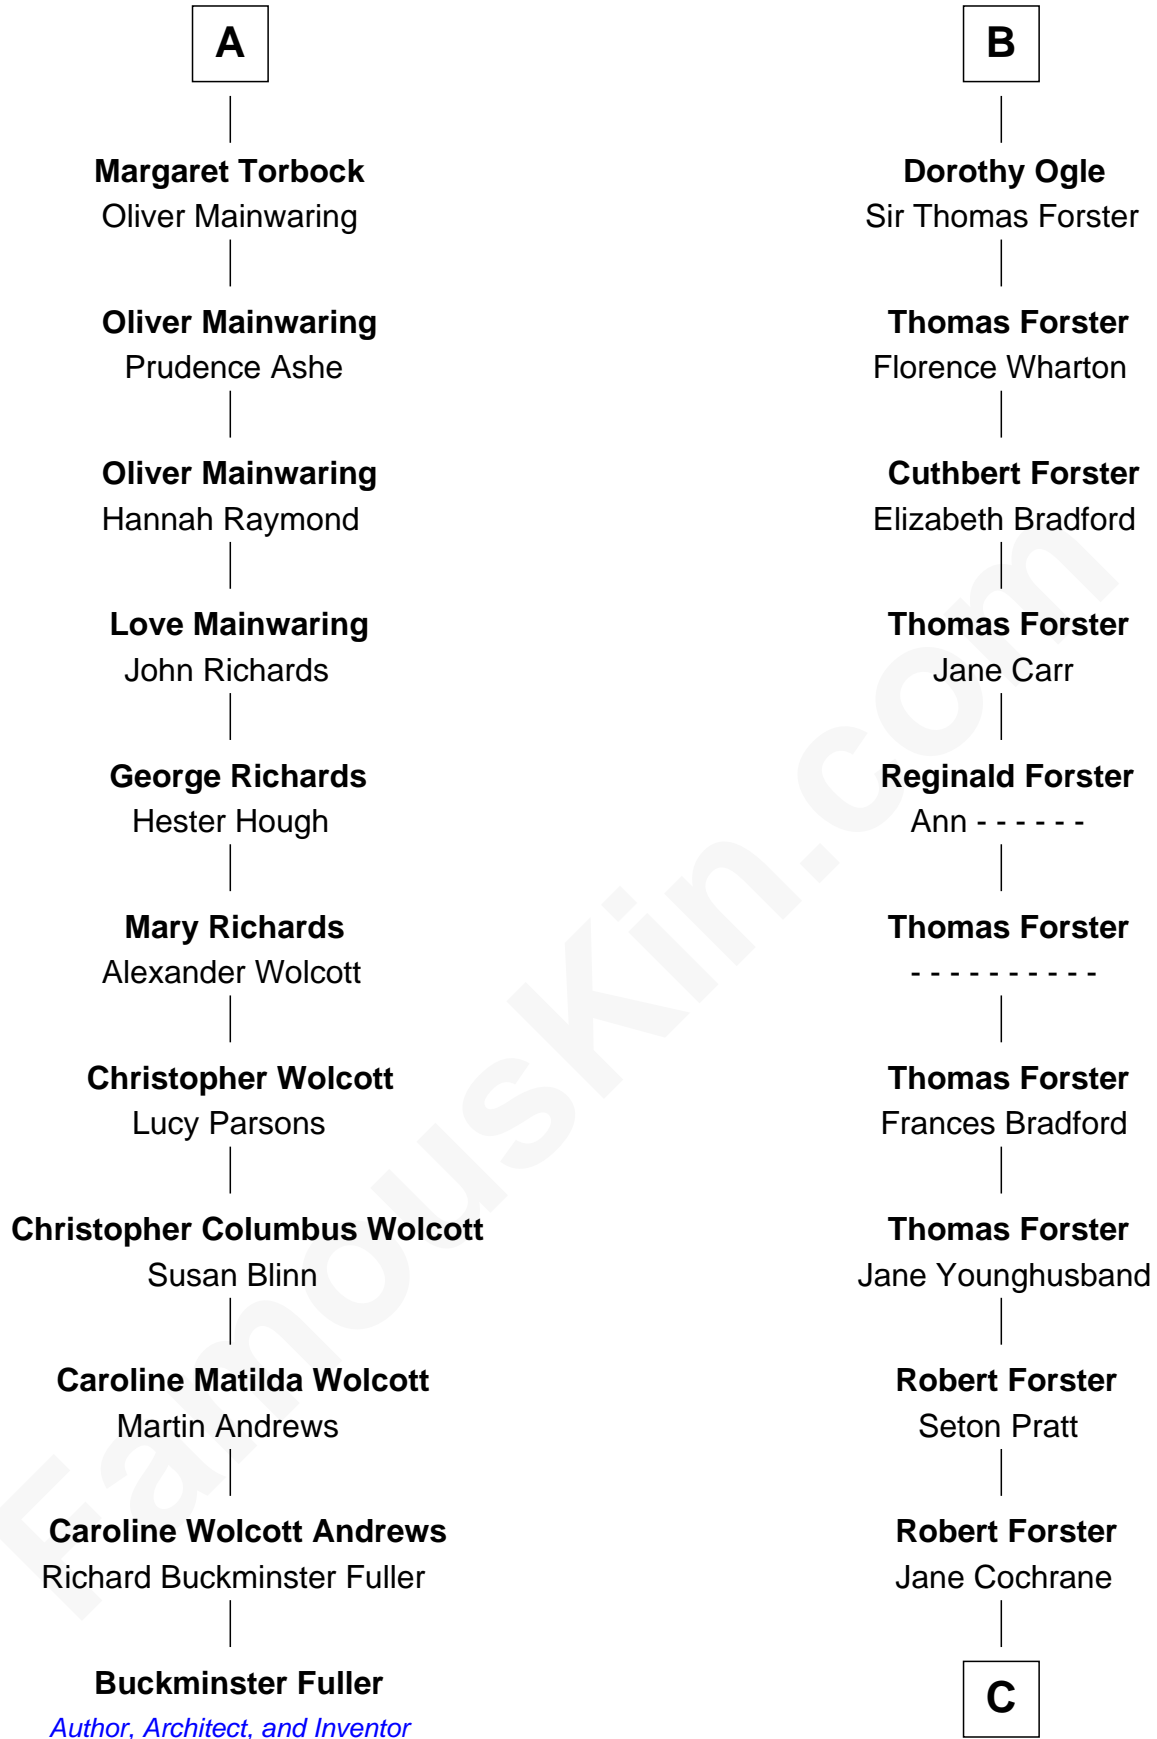 A
Margaret Torbock
Oliver Mainwaring
Oliver Mainwaring
Prudence Ashe
Oliver Mainwaring
Hannah Raymond
Love Mainwaring
John Richards
George Richards
Hester Hough
Mary Richards
Alexander Wolcott
Christopher Wolcott
Lucy Parsons
Christopher Columbus Wolcott
Susan Blinn
Caroline Matilda Wolcott
Martin Andrews
Caroline Wolcott Andrews
Richard Buckminster Fuller
Buckminster Fuller
Author, Architect, and Inventor
B
Dorothy Ogle
Sir Thomas Forster
Thomas Forster
Florence Wharton
Cuthbert Forster
Elizabeth Bradford
Thomas Forster
Jane Carr
Reginald Forster
Ann - - - - - -
Thomas Forster
- - - - - - - - - -
Thomas Forster
Frances Bradford
Thomas Forster
Jane Younghusband
Robert Forster
Seton Pratt
Robert Forster
Jane Cochrane
C
FamousKin.com